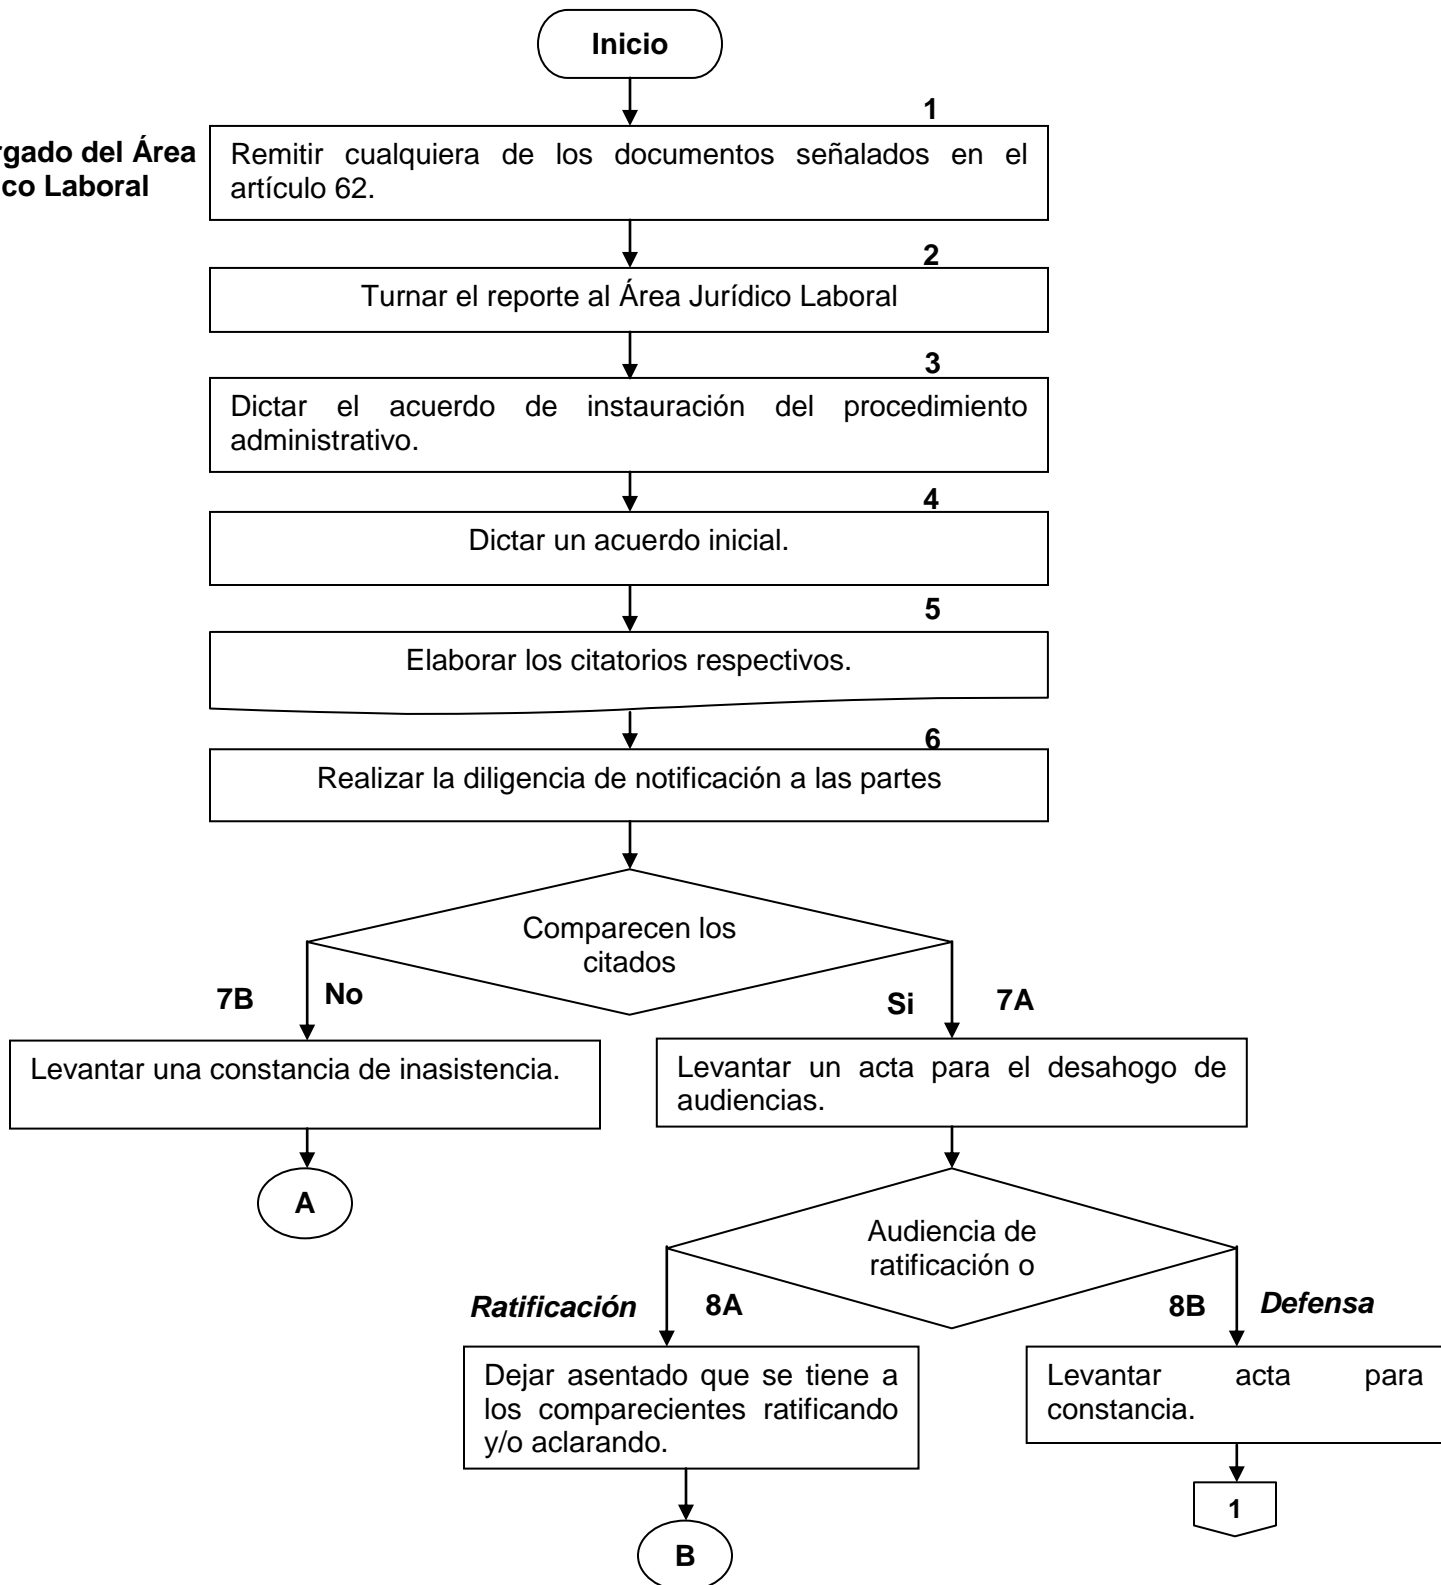 Inicio
1
rgado del Área
co Laboral
Remitir cualquiera de los documentos señalados en el
artículo 62.
2
Turnar el reporte al Área Jurídico Laboral
3
Dictar el acuerdo de instauración del procedimiento
administrativo.
4
Dictar un acuerdo inicial.
5
Elaborar los citatorios respectivos.
6
Realizar la diligencia de notificación a las partes
Comparecen los
citados
7B
No
Si
7A
Levantar una constancia de inasistencia.
Levantar un acta para el desahogo de
audiencias.
A
Audiencia de
ratificación o
Ratificación
8A
8B
Defensa
Dejar asentado que se tiene a
los comparecientes ratificando
y/o aclarando.
Levantar acta para
constancia.
1
B